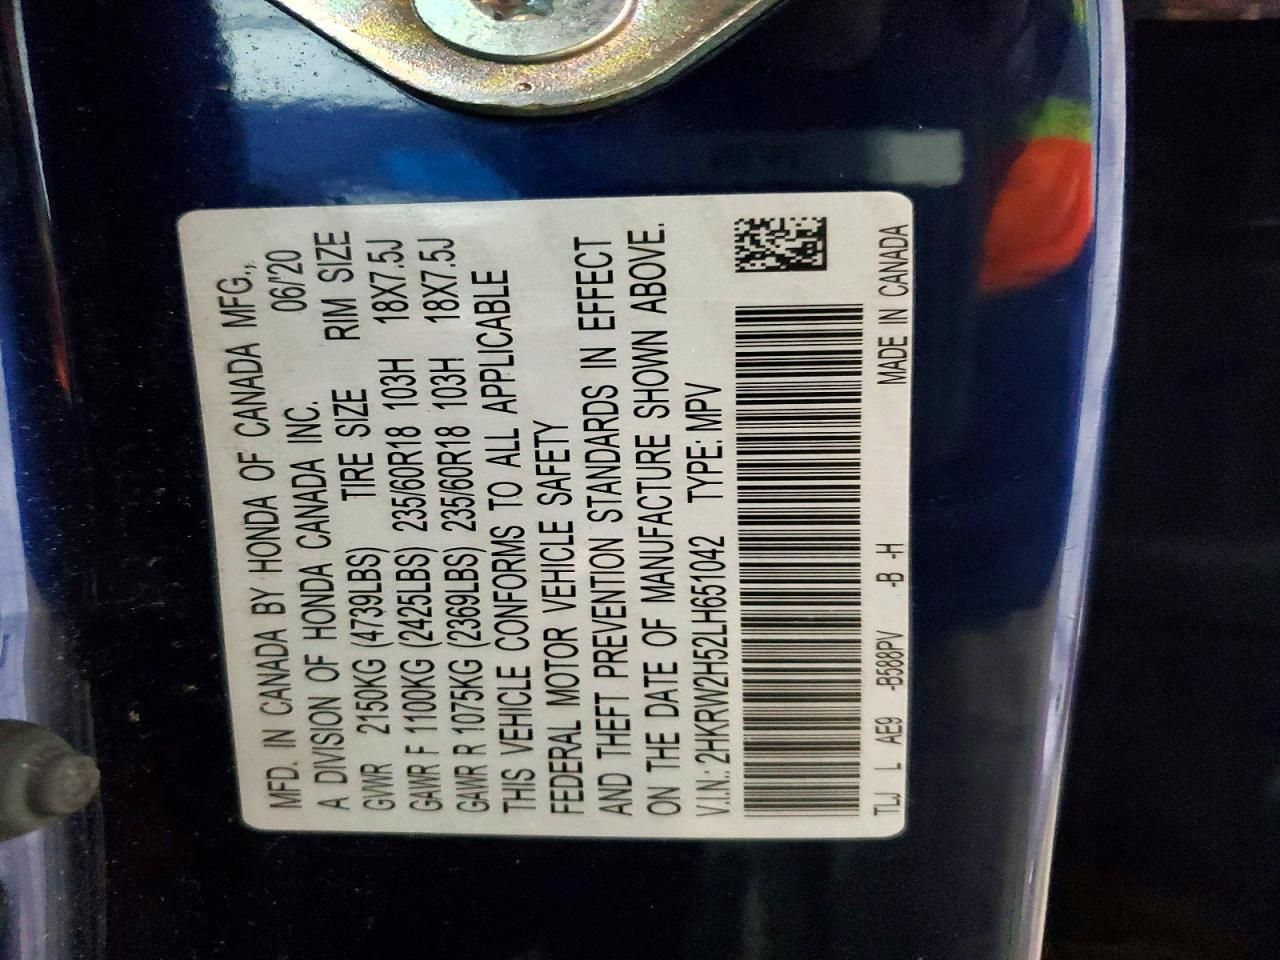 MFD. IN CANADA BY HONDA OF CANADA MFG.,
A DIVISION OF HONDA CANADA INC. 06/'20
GVWR 2150KG (4739LBS) TIRE SIZE RIM SIZE
GAWR F 1100KG (2425LBS) 235/60R18 103H 18X7.5J
GAWR R 1075KG (2369LBS) 235/60R18 103H 18X7.5J
THIS VEHICLE CONFORMS TO ALL APPLICABLE
FEDERAL MOTOR VEHICLE SAFETY
AND THEFT PREVENTION STANDARDS IN EFFECT
ON THE DATE OF MANUFACTURE SHOWN ABOVE.
V.I.N.: 2HKRW2H52LH651042 TYPE: MPV
TLJ L AE9 -B588PV -B -H MADE IN CANADA